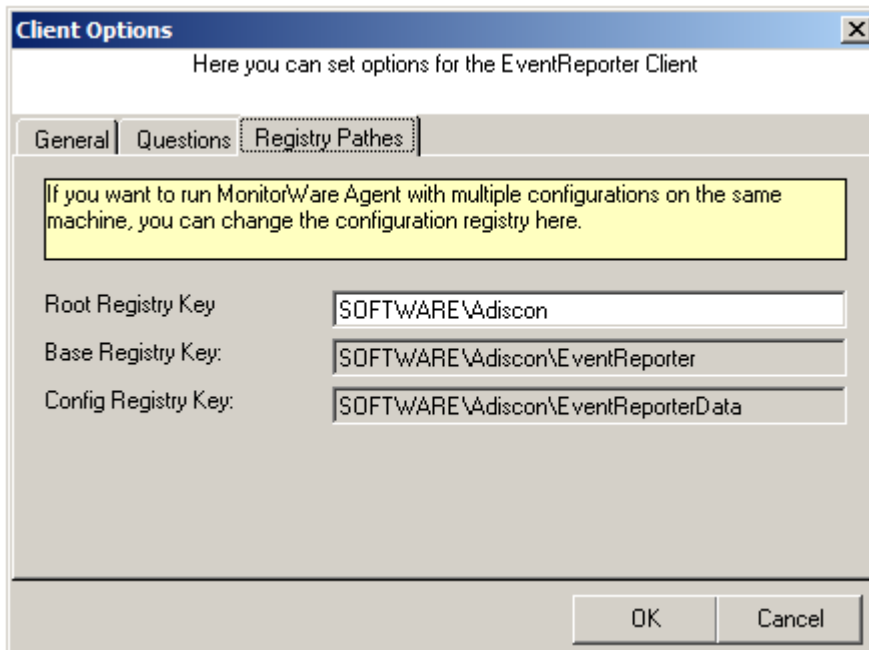 Client Options
Here you can set options for the EventReporter Client
General Questions Registry Pathes
If you want to run MonitorWare Agent with multiple configurations on the same
machine, you can change the configuration registry here.
Root Registry Key SOFTWARE\Adiscon
Base Registry Key: SOFTWARE\Adiscon\EventReporter
Config Registry Key: SOFTWARE\Adiscon\EventReporterData
OK Cancel